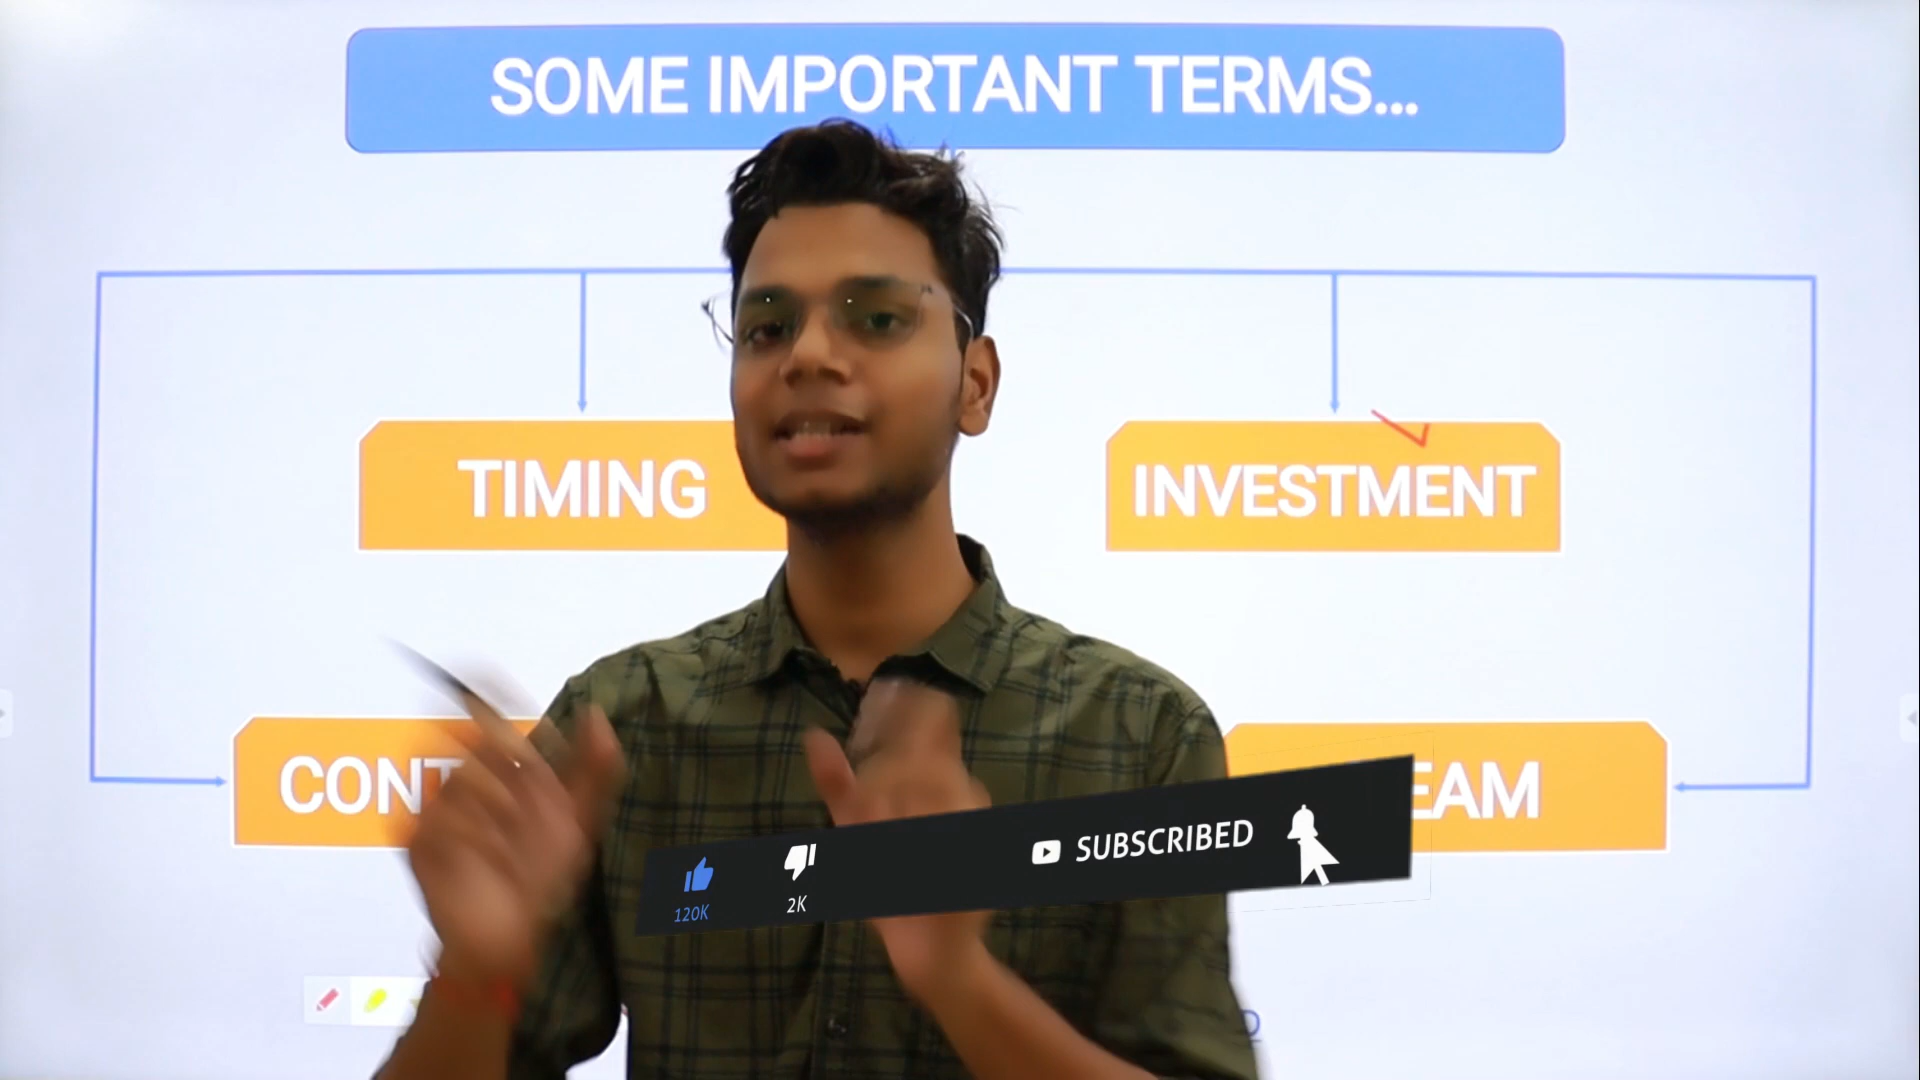 SOME IMPORTANT TERMS...
TIMING
INVESTMENT
120K
2K
SUBSCRIBED